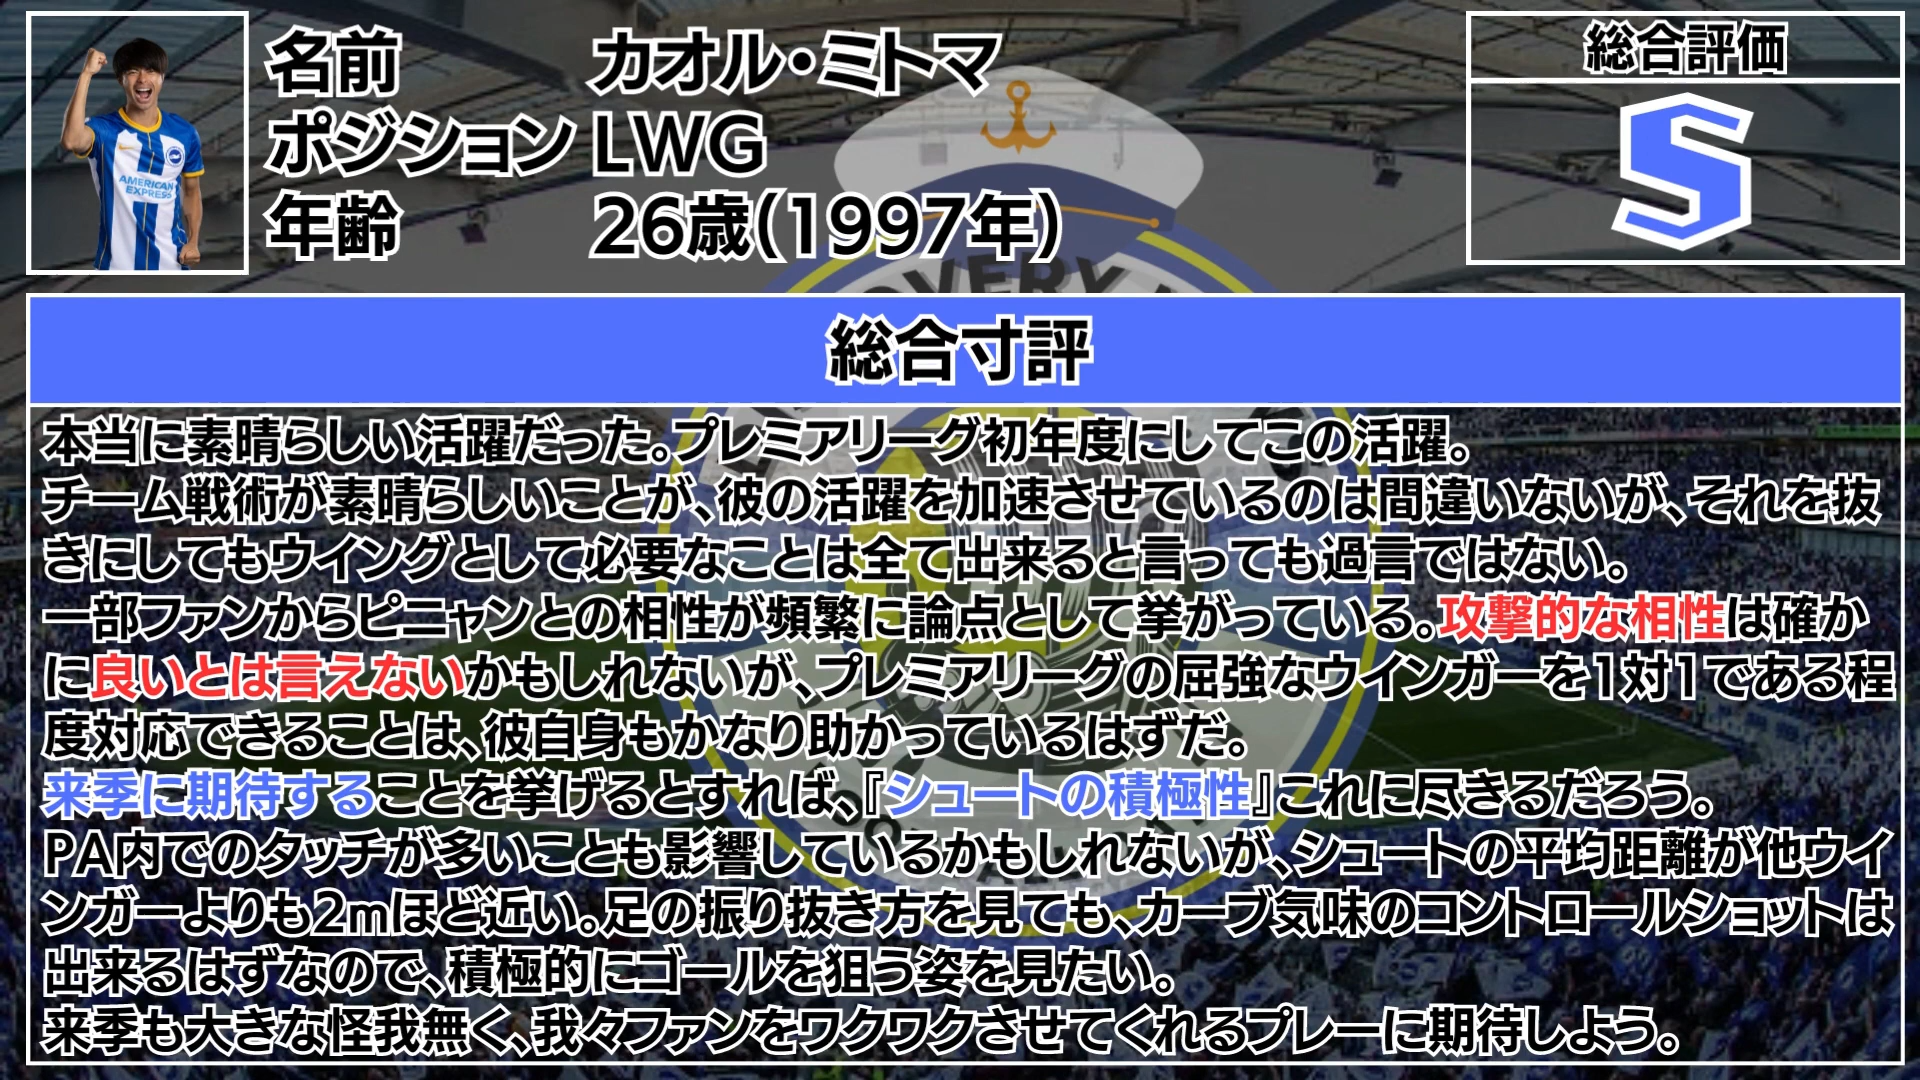 名前 カオル・ミトマ
ポジション LWG
年齢 26歳(1997年)
総合評価
S
AMERICAN
EXPRESS
総合寸評
本当に素晴らしい活躍だった。プレミアリーグ初年度にしてこの活躍。
チーム戦術が素晴らしいことが、彼の活躍を加速させているのは間違いないが、それを抜
きにしてもウイングとして必要なことは全て出来ると言っても過言ではない。
一部ファンからピニャンとの相性が頻繁に論点として挙がっている。攻撃的な相性は確か
に良いとは言えないかもしれないが、プレミアリーグの屈強なウインガーを1対1である程
度対応できることは、彼自身もかなり助かっているはずだ。
来季に期待することを挙げるとすれば、『シュートの積極性』これに尽きるだろう。
PA内でのタッチが多いことも影響しているかもしれないが、シュートの平均距離が他ウイ
ンガーよりも2mほど近い。足の振り抜き方を見ても、カーブ気味のコントロールショットは
出来るはずなので、積極的にゴールを狙う姿を見たい。
来季も大きな怪我無く、我々ファンをワクワクさせてくれるプレーに期待しよう。